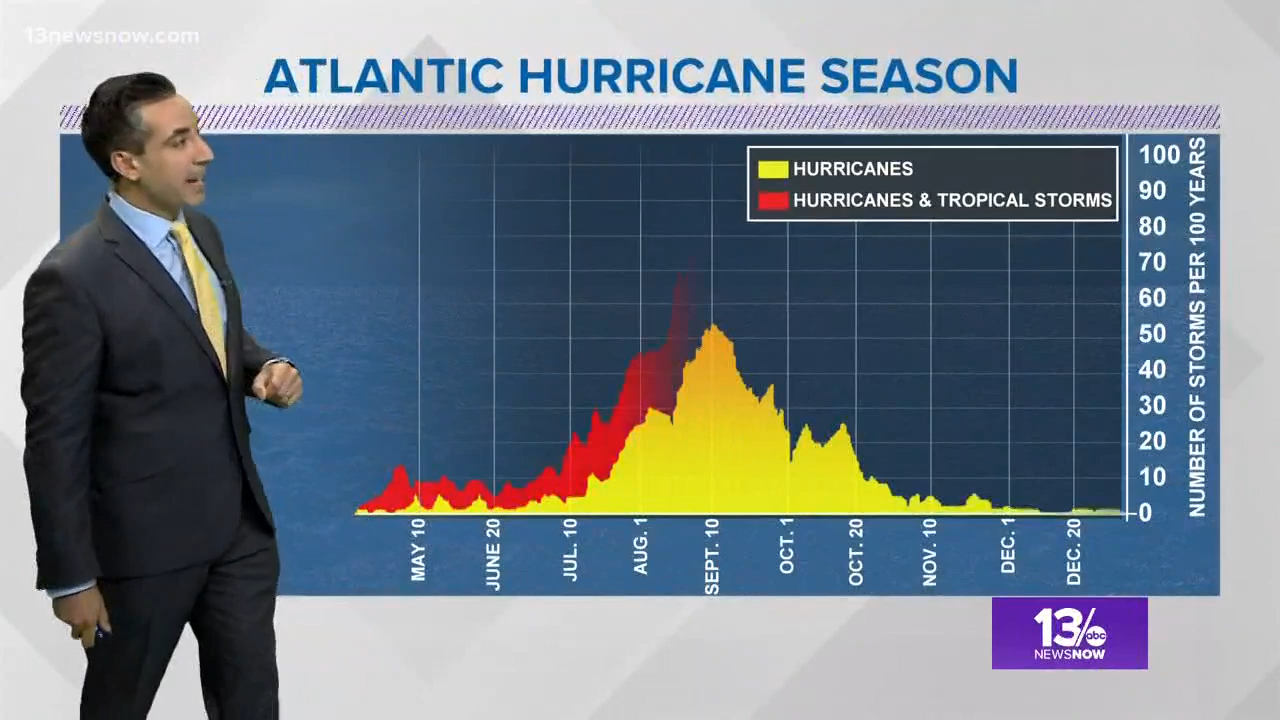 13newsnow.com
ATLANTIC HURRICANE SEASON
HURRICANES
HURRICANES & TROPICAL STORMS
100
90
80
70
60
50
40
30
20
10
0
NUMBER OF STORMS PER 100 YEARS
MAY 10
JUNE 20
JUL. 10
AUG. 1
SEPT. 10
OCT. 1
OCT. 20
NOV. 10
DEC. 1
DEC. 20
13/ abc
NEWSNOW